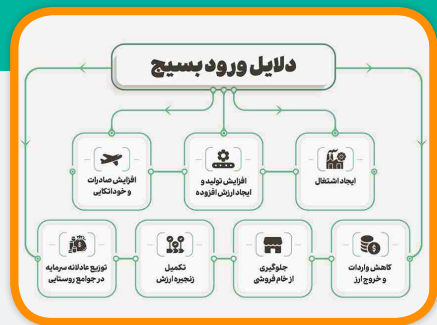 دلایل ورود بسیج
ایجاد اشتغال
افزایش تولید و
ایجاد ارزش افزوده
افزایش صادرات
و خوداتکایی
کاهش واردات
و خروج ارز
جلوگیری
از خام فروشی
تکمیل
زنجیره ارزش
توزیع عادلانه سرمایه
در جوامع روستایی